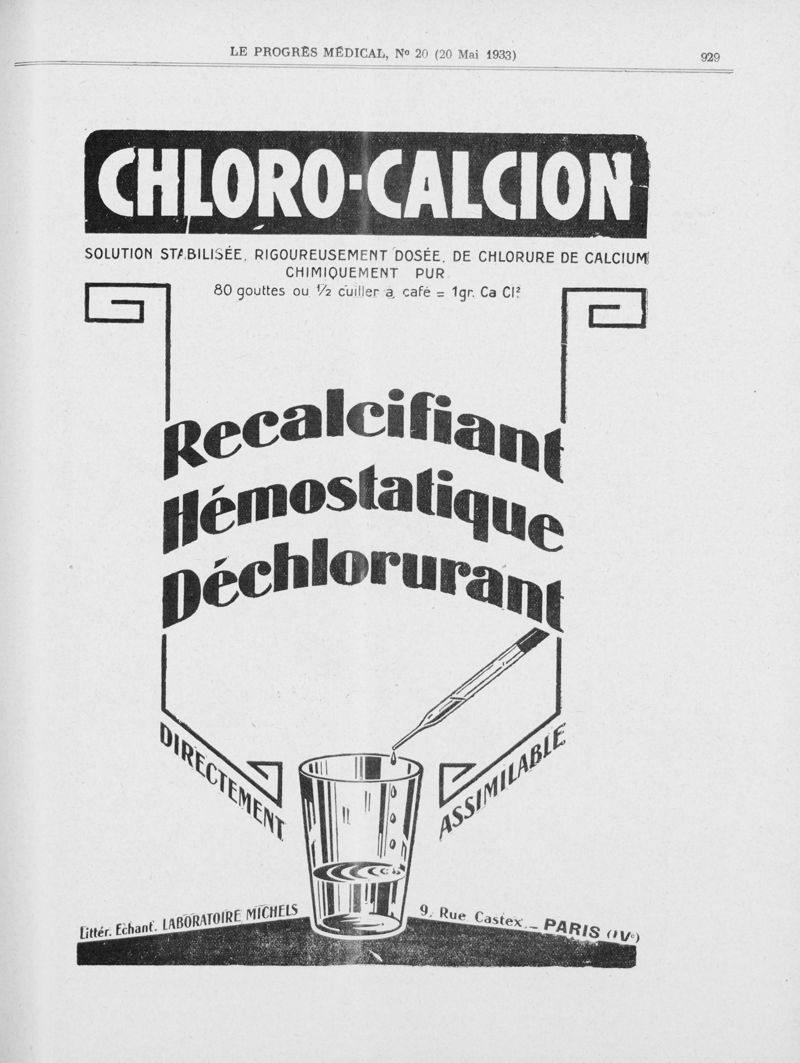 LE PROGRÈS MÉDICAL, Nº 20 (20 Mai 1933)
929
CHLORO-CALCION
SOLUTION STABILISÉE, RIGOUREUSEMENT DOSÉE, DE CHLORURE DE CALCIUM
CHIMIQUEMENT PUR
80 gouttes ou ½ cuiller à café = 1gr. Ca Cl²
Recalcifiant
Hémostatique
Déchlorurant
DIRECTEMENT
ASSIMILABLE
Littér. Echant. LABORATOIRE MICHELS
9, Rue Castex _ PARIS (IVᵉ)